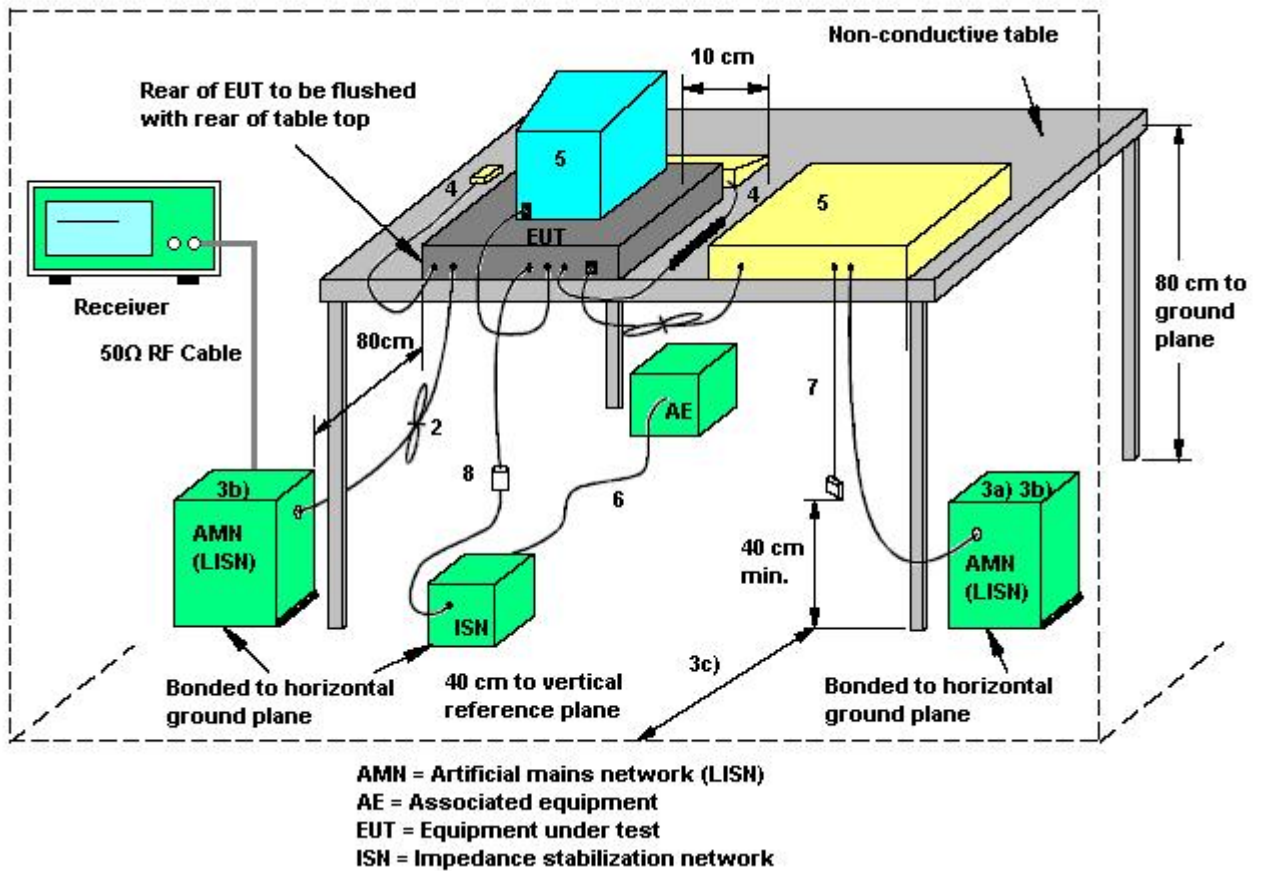 Non-conductive table
10 cm
Rear of EUT to be flushed
with rear of table top
5
4
4
5
EUT
Receiver
80 cm to
ground
plane
50Ω RF Cable
80cm
7
AE
2
8
3b)
6
3a) 3b)
AMN
(LISN)
40 cm
min.
AMN
(LISN)
ISN
3c)
Bonded to horizontal
ground plane
40 cm to vertical
reference plane
Bonded to horizontal
ground plane
AMN = Artificial mains network (LISN)
AE = Associated equipment
EUT = Equipment under test
ISN = Impedance stabilization network